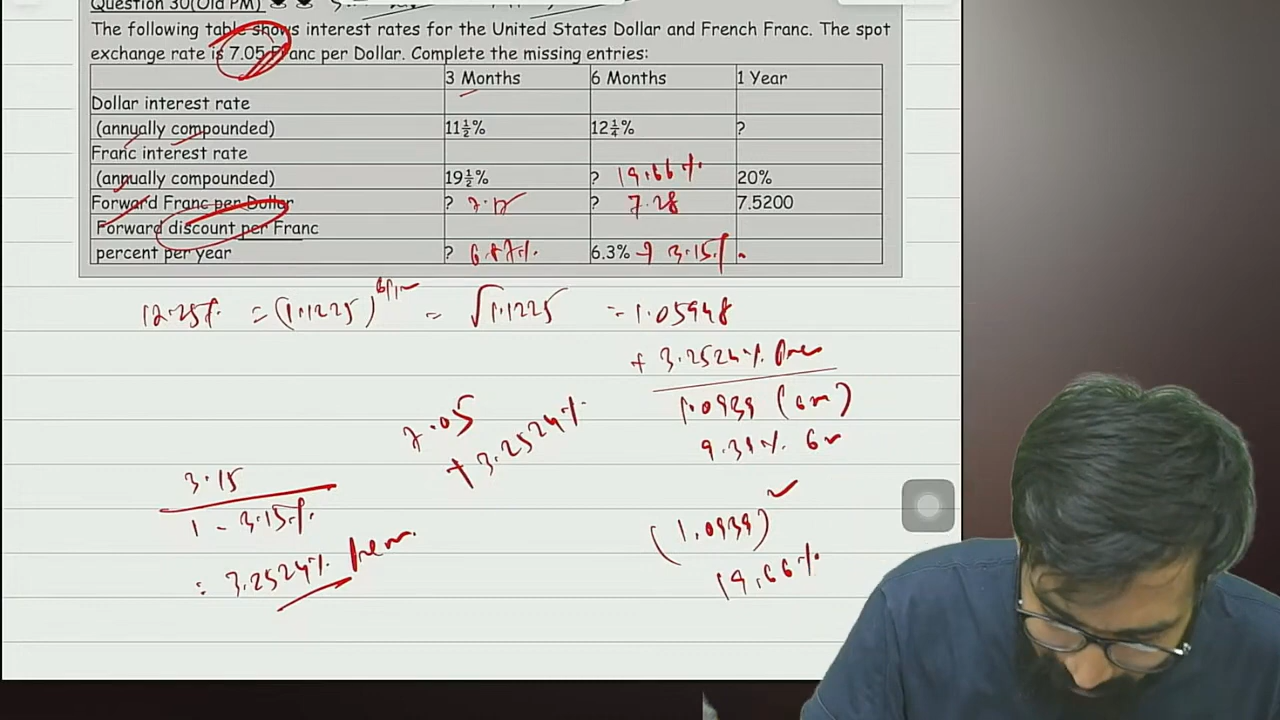 Question 30(Old PM)
The following table shows interest rates for the United States Dollar and French Franc. The spot
exchange rate is 7.05 Franc per Dollar. Complete the missing entries:
3 Months 6 Months 1 Year
Dollar interest rate
(annually compounded) 11½% 12¼% ?
Franc interest rate
(annually compounded) 19½% ? 19.66% 20%
Forward Franc per Dollar ? ? 7.28 7.5200
Forward discount per Franc
percent per year ? 6.3% → 3.15%
12.25% = (1.1225) = √1.1225 = 1.05948
+ 3.2524% Prem
1.0939 (6m)
9.39% 6m
7.05
+ 3.2524%
3.15
1 - 3.15%
= 3.2524% Prem.
(1.0939)
19.66%